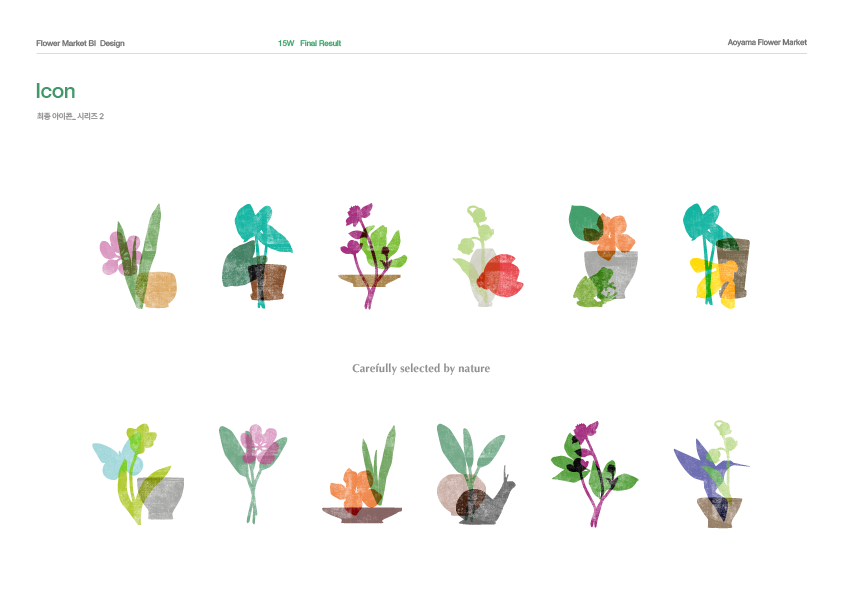 Flower Market BI Design
15W Final Result
Aoyama Flower Market
Icon
최종 아이콘_ 시리즈 2
Carefully selected by nature